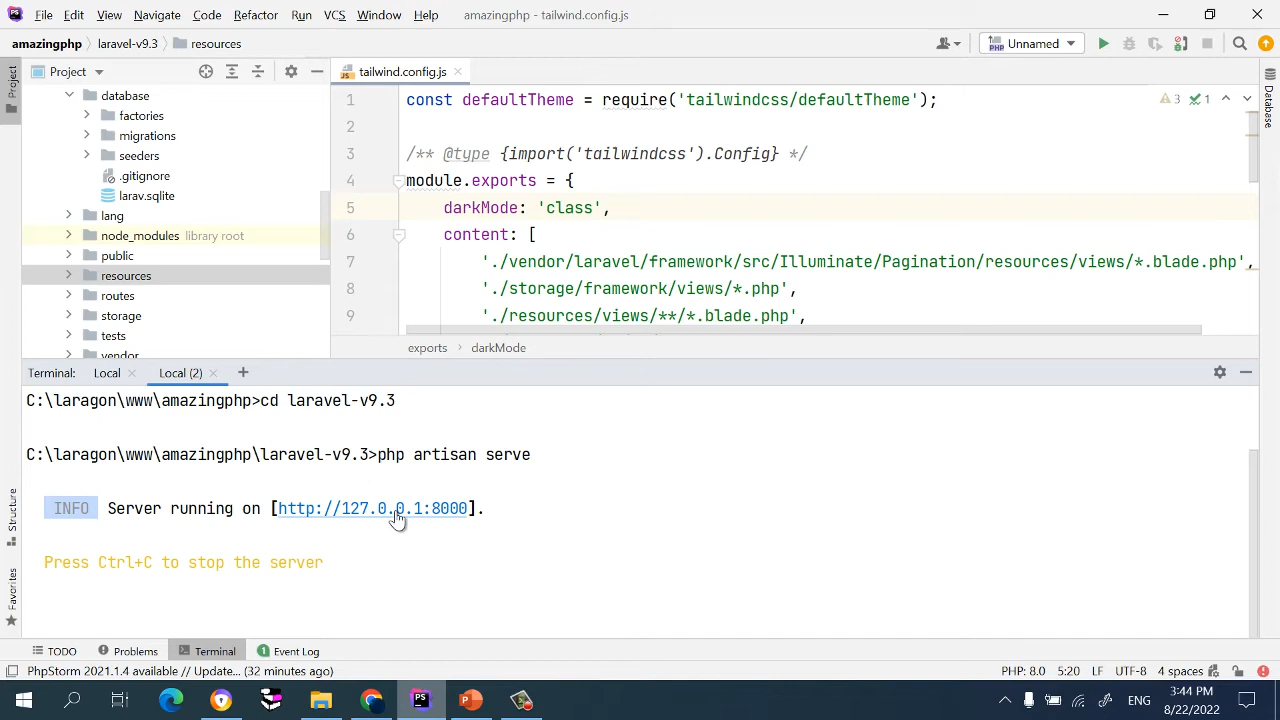 File Edit View Navigate Code Refactor Run VCS Window Help amazingphp - tailwind.config.js
amazingphp laravel-v9.3 resources Unnamed
Project
tailwind.config.js
database
factories
migrations
seeders
.gitignore
larav.sqlite
lang
node_modules library root
public
resources
routes
storage
tests
vendor
1 const defaultTheme = require('tailwindcss/defaultTheme');
2
3 /** @type {import('tailwindcss').Config} */
4 module.exports = {
5 darkMode: 'class',
6 content: [
7 './vendor/laravel/framework/src/Illuminate/Pagination/resources/views/*.blade.php',
8 './storage/framework/views/*.php',
9 './resources/views/**/*.blade.php',
3 1
exports darkMode
Project
Structure
Favorites
Database
Terminal: Local Local (2)
C:\laragon\www\amazingphp>cd laravel-v9.3
C:\laragon\www\amazingphp\laravel-v9.3>php artisan serve
INFO Server running on [http://127.0.0.1:8000].
Press Ctrl+C to stop the server
TODO Problems Terminal 1 Event Log
PhpStorm 2021.1.4 available // Update... (32 minutes ago) PHP: 8.0 5:20 LF UTF-8 4 spaces
ENG 3:44 PM
8/22/2022